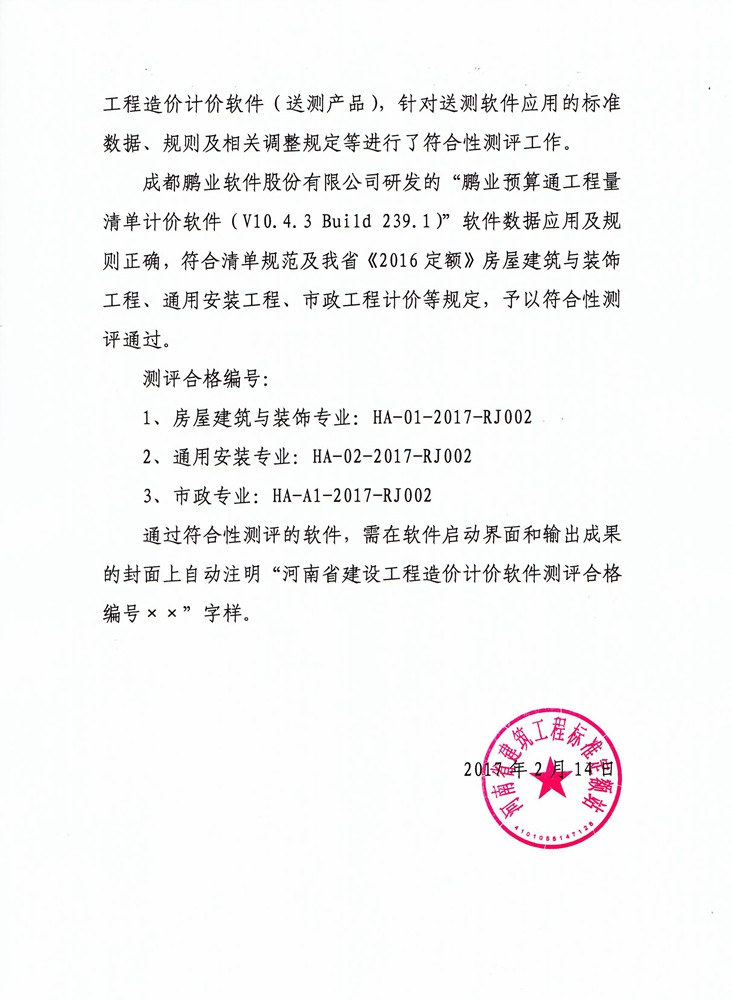 工程造价计价软件（送测产品），针对送测软件应用的标准
数据、规则及相关调整规定等进行了符合性测评工作。
成都鹏业软件股份有限公司研发的“鹏业预算通工程量
清单计价软件（V10.4.3 Build 239.1）”软件数据应用及规
则正确，符合清单规范及我省《2016 定额》房屋建筑与装饰
工程、通用安装工程、市政工程计价等规定，予以符合性测
评通过。
测评合格编号：
1、房屋建筑与装饰专业：HA-01-2017-RJ002
2、通用安装专业：HA-02-2017-RJ002
3、市政专业：HA-A1-2017-RJ002
通过符合性测评的软件，需在软件启动界面和输出成果
的封面上自动注明“河南省建设工程造价计价软件测评合格
编号××”字样。
河南省建筑工程标准定额站
2017 年 2 月 14 日
4101056147128